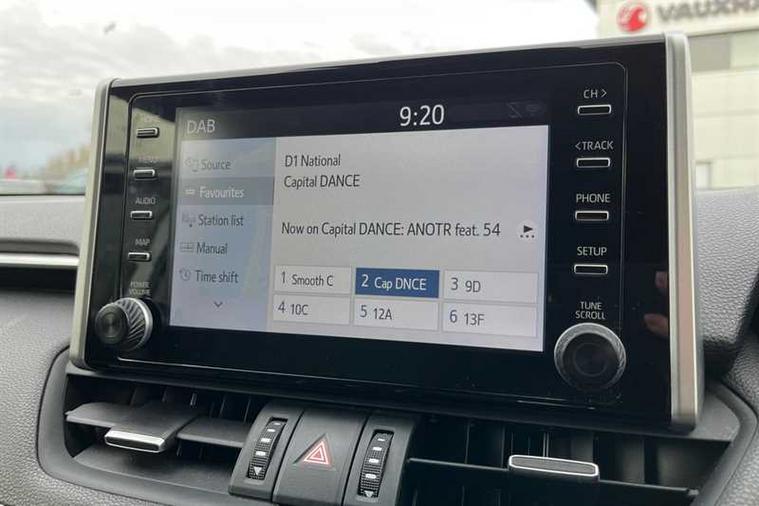 VAUXHA
CH >
9:20
DAB
HOME
D1 National
<TRACK
MENU
Source
Capital DANCE
Favourites
PHONE
AUDIO
Station list
Now on Capital DANCE: ANOTR feat. 54
MAP
Manual
SETUP
Time shift
1 Smooth C
2 Cap DNCE
3 9D
POWER
VOLUME
4 10C
5 12A
6 13F
TUNE
SCROLL